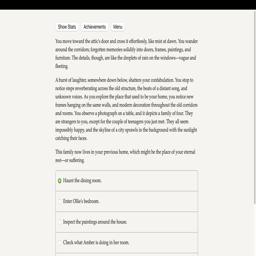 Show Stats Achievements Menu
You move toward the attic's door and cross it effortlessly, like mist at dawn. You wander
around the corridors; forgotten memories solidify into doors, frames, paintings, and
furniture. The details, though, are like the droplets of rain on the windows—vague and
fleeting.
A burst of laughter, somewhere down below, shatters your confabulation. You stop to
notice steps reverberating across the old structure, the beats of a distant song, and
unknown voices. As you explore the place that used to be your home, you notice new
frames hanging on the same walls, and modern decoration throughout the old corridors
and rooms. You observe a photograph on a table, and it depicts a family of four. They
are strangers to you, except for the couple of teenagers you just met. They all seem
impossibly happy, and the skyline of a city sprawls in the background with the sunlight
catching their faces.
This family now lives in your previous home, which might be the place of your eternal
rest—or suffering.
Haunt the dining room.
Enter Ollie's bedroom.
Inspect the paintings around the house.
Check what Amber is doing in her room.